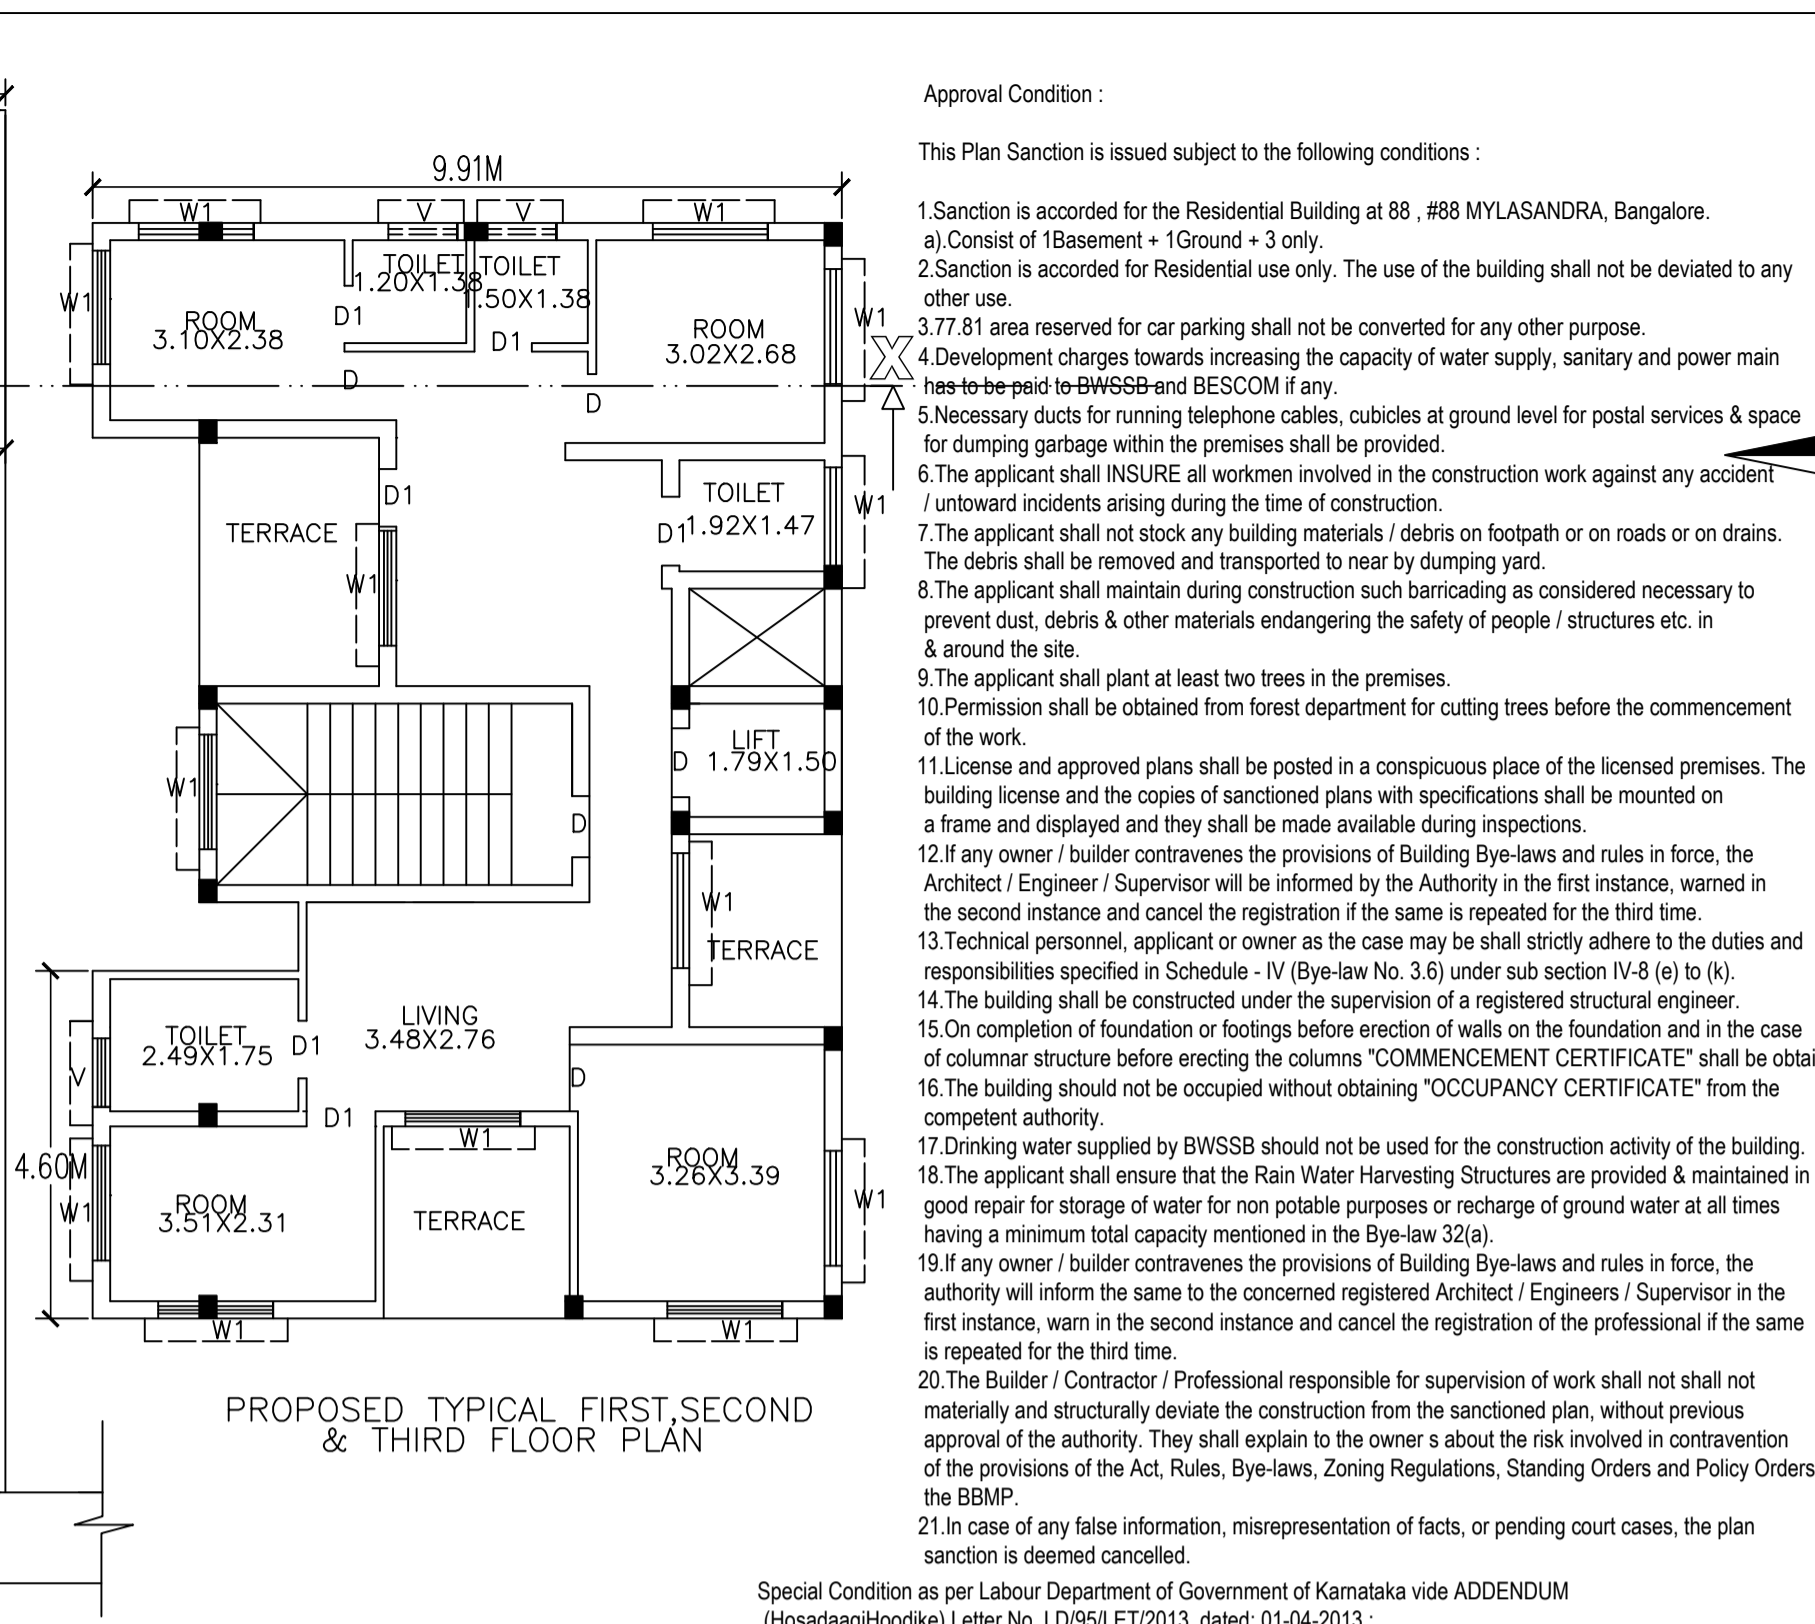 9.91M
W1
V
V
W1
TOILET
1.20X1.38
TOILET
.50X1.38
W1
ROOM
3.10X2.38
D1
D1
ROOM
3.02X2.68
W1
X
D
D
TERRACE
D1
W1
TOILET
1.92X1.47
D1
W1
W1
D
LIFT
1.79X1.50
D
W1
TERRACE
LIVING
3.48X2.76
TOILET
2.49X1.75
D1
V
D
D1
W1
4.60M
W1
ROOM
3.51X2.31
TERRACE
ROOM
3.26X3.39
W1
W1
W1
PROPOSED TYPICAL FIRST,SECOND
& THIRD FLOOR PLAN
Approval Condition :
This Plan Sanction is issued subject to the following conditions :
1.Sanction is accorded for the Residential Building at 88 , #88 MYLASANDRA, Bangalore.
a).Consist of 1Basement + 1Ground + 3 only.
2.Sanction is accorded for Residential use only. The use of the building shall not be deviated to any
other use.
3.77.81 area reserved for car parking shall not be converted for any other purpose.
4.Development charges towards increasing the capacity of water supply, sanitary and power main
has to be paid to BWSSB and BESCOM if any.
5.Necessary ducts for running telephone cables, cubicles at ground level for postal services & space
for dumping garbage within the premises shall be provided.
6.The applicant shall INSURE all workmen involved in the construction work against any accident
/ untoward incidents arising during the time of construction.
7.The applicant shall not stock any building materials / debris on footpath or on roads or on drains.
The debris shall be removed and transported to near by dumping yard.
8.The applicant shall maintain during construction such barricading as considered necessary to
prevent dust, debris & other materials endangering the safety of people / structures etc. in
& around the site.
9.The applicant shall plant at least two trees in the premises.
10.Permission shall be obtained from forest department for cutting trees before the commencement
of the work.
11.License and approved plans shall be posted in a conspicuous place of the licensed premises. The
building license and the copies of sanctioned plans with specifications shall be mounted on
a frame and displayed and they shall be made available during inspections.
12.If any owner / builder contravenes the provisions of Building Bye-laws and rules in force, the
Architect / Engineer / Supervisor will be informed by the Authority in the first instance, warned in
the second instance and cancel the registration if the same is repeated for the third time.
13.Technical personnel, applicant or owner as the case may be shall strictly adhere to the duties and
responsibilities specified in Schedule - IV (Bye-law No. 3.6) under sub section IV-8 (e) to (k).
14.The building shall be constructed under the supervision of a registered structural engineer.
15.On completion of foundation or footings before erection of walls on the foundation and in the case
of columnar structure before erecting the columns "COMMENCEMENT CERTIFICATE" shall be obtai
16.The building should not be occupied without obtaining "OCCUPANCY CERTIFICATE" from the
competent authority.
17.Drinking water supplied by BWSSB should not be used for the construction activity of the building.
18.The applicant shall ensure that the Rain Water Harvesting Structures are provided & maintained in
good repair for storage of water for non potable purposes or recharge of ground water at all times
having a minimum total capacity mentioned in the Bye-law 32(a).
19.If any owner / builder contravenes the provisions of Building Bye-laws and rules in force, the
authority will inform the same to the concerned registered Architect / Engineers / Supervisor in the
first instance, warn in the second instance and cancel the registration of the professional if the same
is repeated for the third time.
20.The Builder / Contractor / Professional responsible for supervision of work shall not shall not
materially and structurally deviate the construction from the sanctioned plan, without previous
approval of the authority. They shall explain to the owner s about the risk involved in contravention
of the provisions of the Act, Rules, Bye-laws, Zoning Regulations, Standing Orders and Policy Orders
the BBMP.
21.In case of any false information, misrepresentation of facts, or pending court cases, the plan
sanction is deemed cancelled.
Special Condition as per Labour Department of Government of Karnataka vide ADDENDUM
(HosadaagiHoodike) Letter No. LD/95/LET/2013, dated: 01-04-2013 :